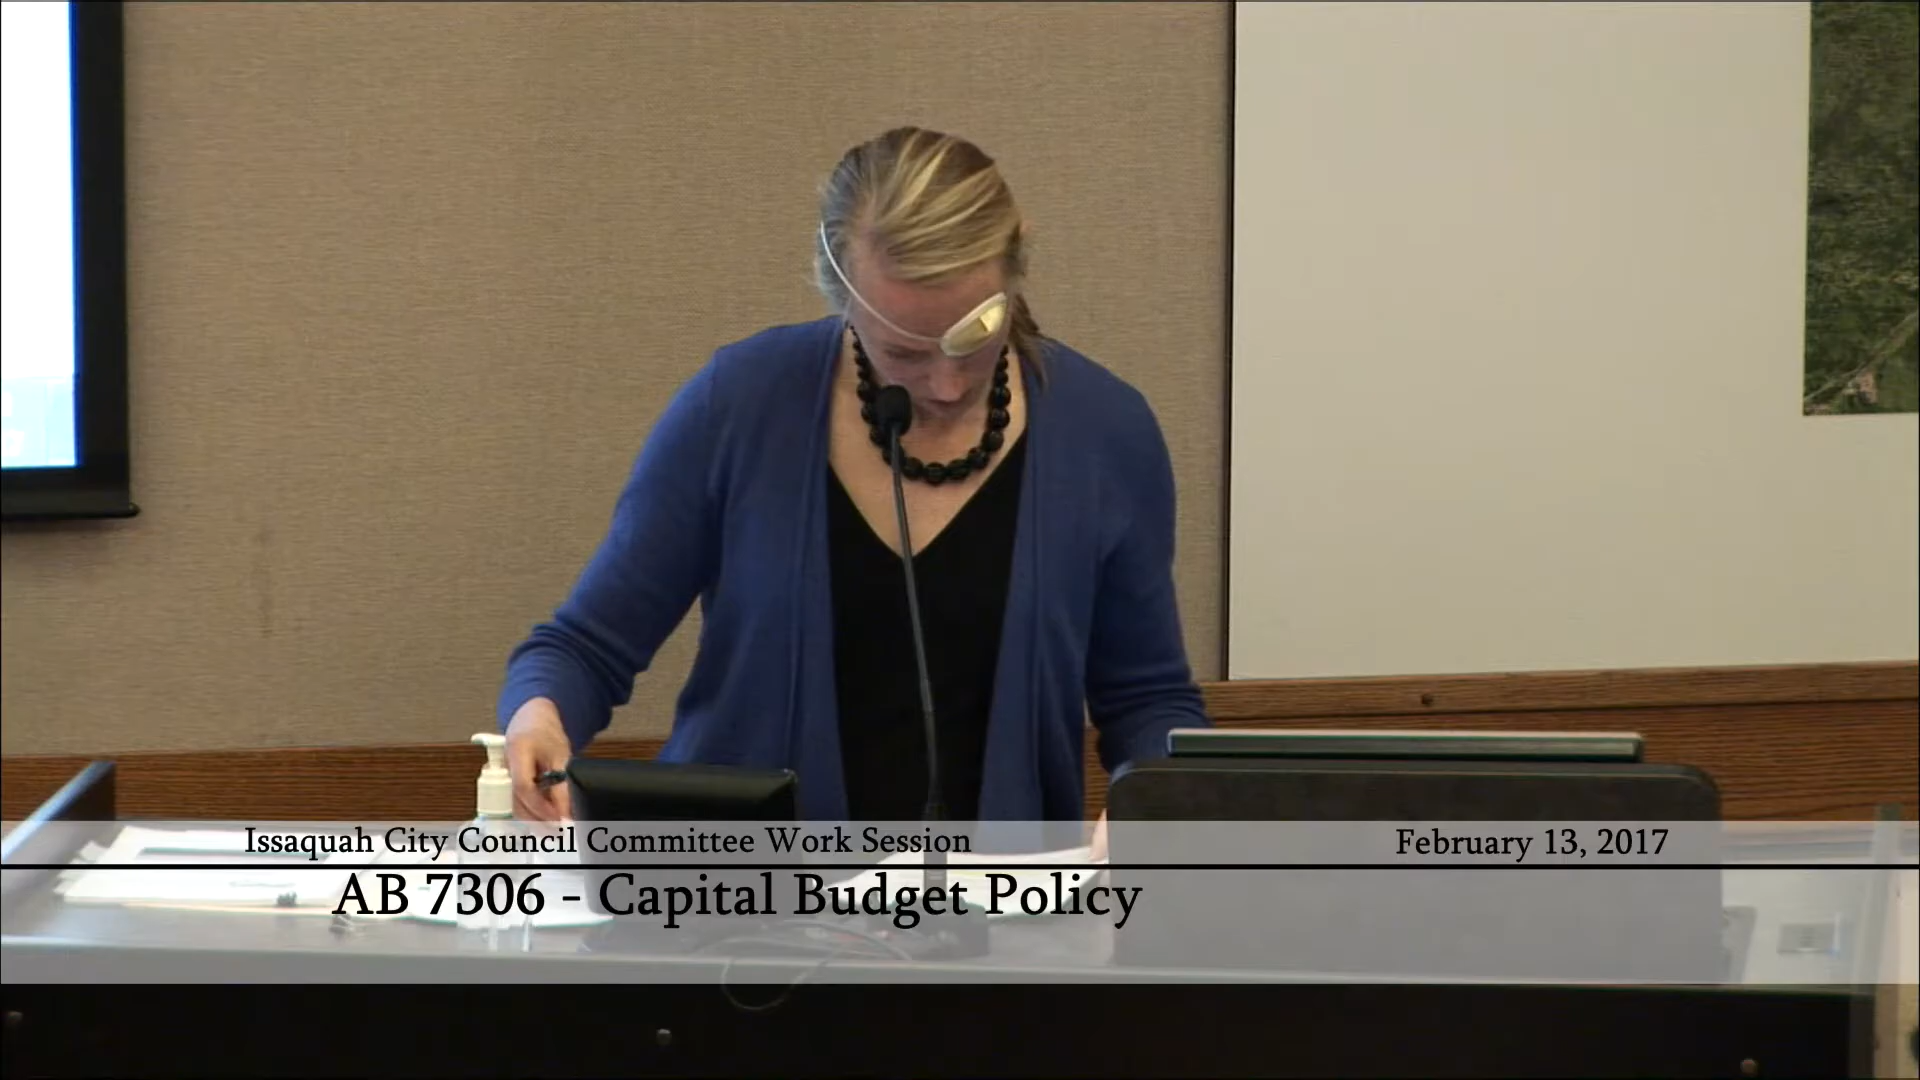 Issaquah City Council Committee Work Session
February 13, 2017
AB 7306 - Capital Budget Policy